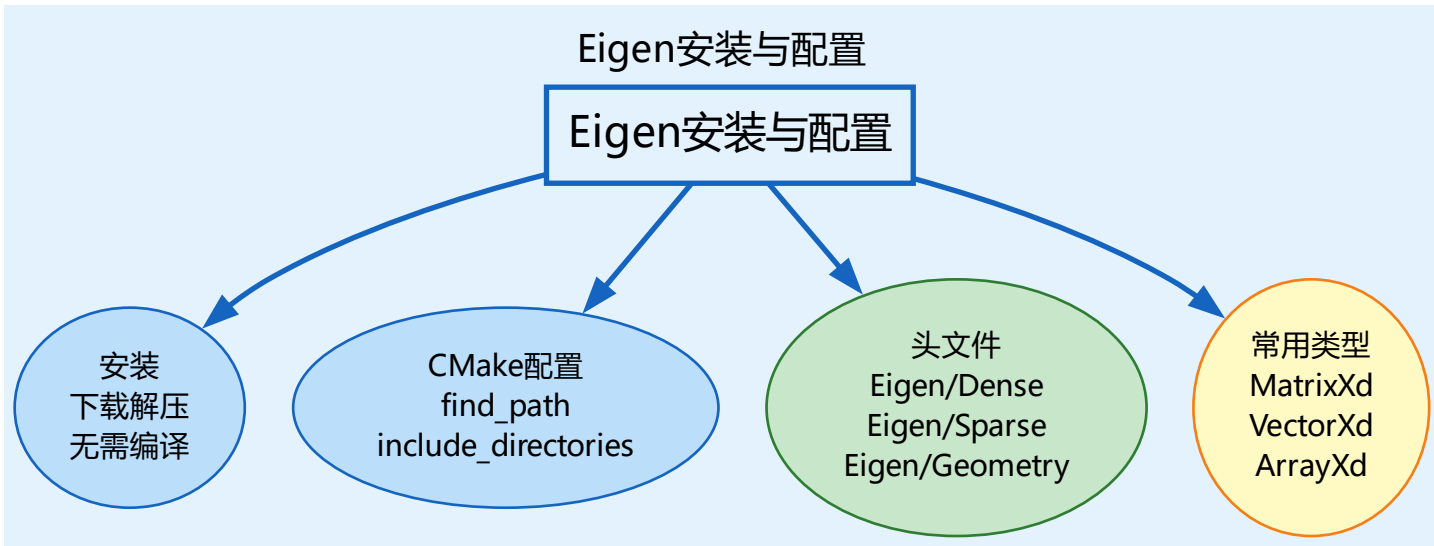 Eigen安装与配置
Eigen安装与配置
安装
下载解压
无需编译
CMake配置
find_path
include_directories
头文件
Eigen/Dense
Eigen/Sparse
Eigen/Geometry
常用类型
MatrixXd
VectorXd
ArrayXd